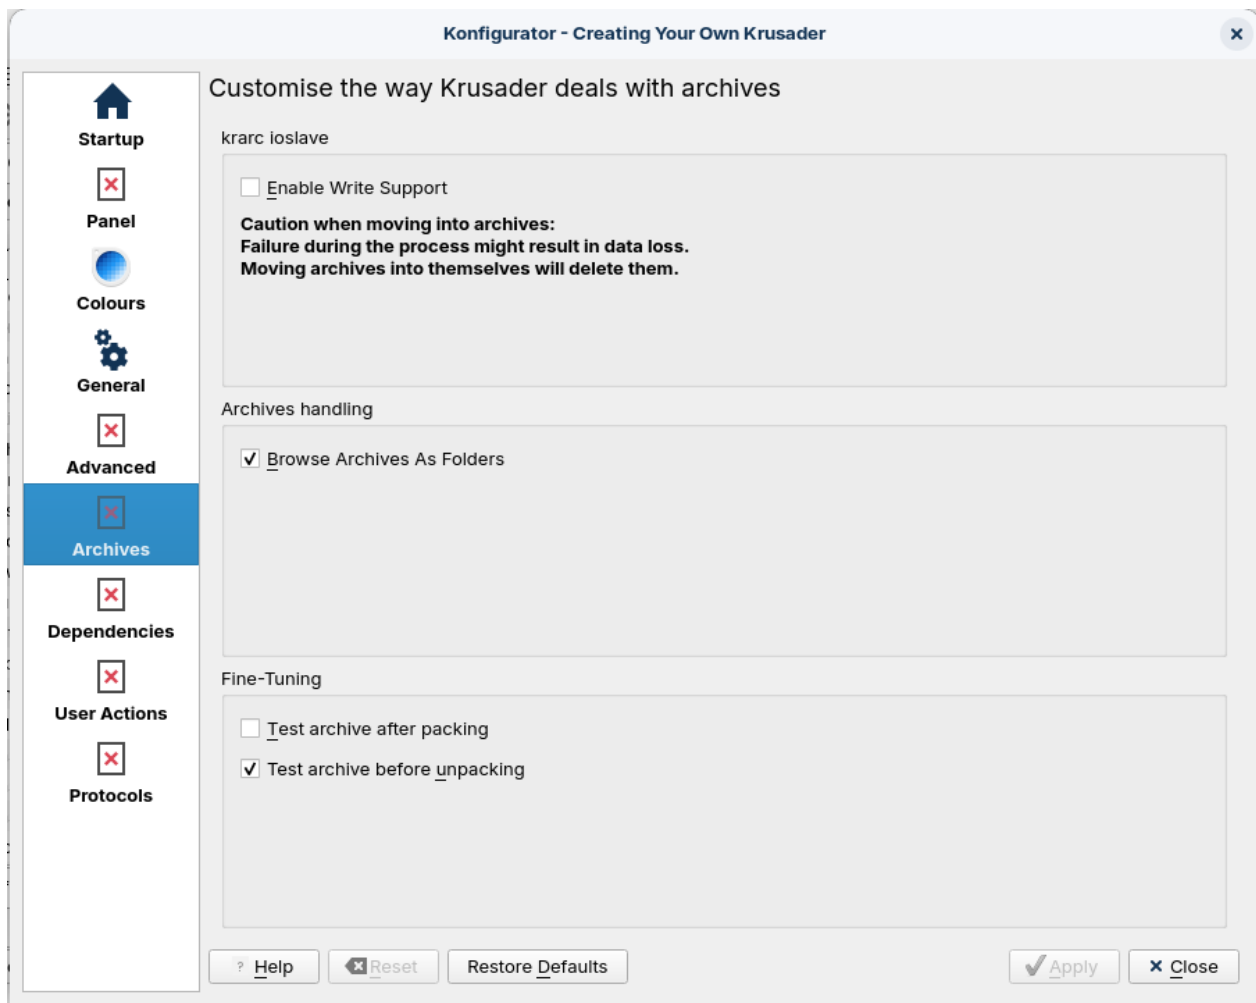 Konfigurator - Creating Your Own Krusader
Startup
Panel
Colours
General
Advanced
Archives
Dependencies
User Actions
Protocols
Customise the way Krusader deals with archives
krarc ioslave
Enable Write Support
Caution when moving into archives:
Failure during the process might result in data loss.
Moving archives into themselves will delete them.
Archives handling
Browse Archives As Folders
Fine-Tuning
Test archive after packing
Test archive before unpacking
? Help
Reset
Restore Defaults
Apply
Close